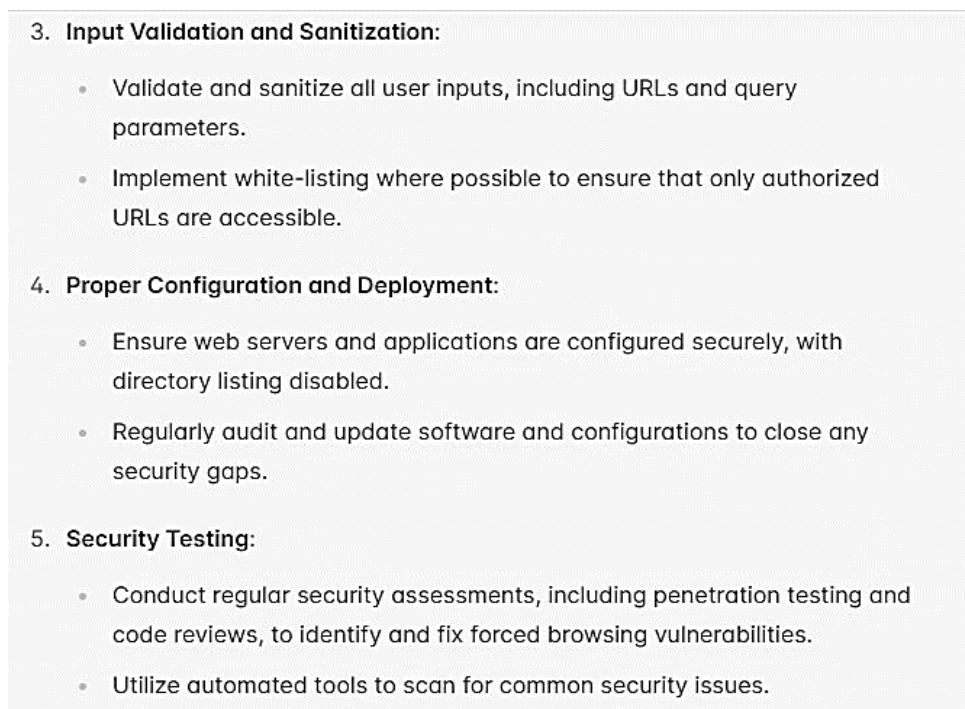 3. Input Validation and Sanitization:
• Validate and sanitize all user inputs, including URLs and query
parameters.
• Implement white-listing where possible to ensure that only authorized
URLs are accessible.
4. Proper Configuration and Deployment:
• Ensure web servers and applications are configured securely, with
directory listing disabled.
• Regularly audit and update software and configurations to close any
security gaps.
5. Security Testing:
• Conduct regular security assessments, including penetration testing and
code reviews, to identify and fix forced browsing vulnerabilities.
• Utilize automated tools to scan for common security issues.